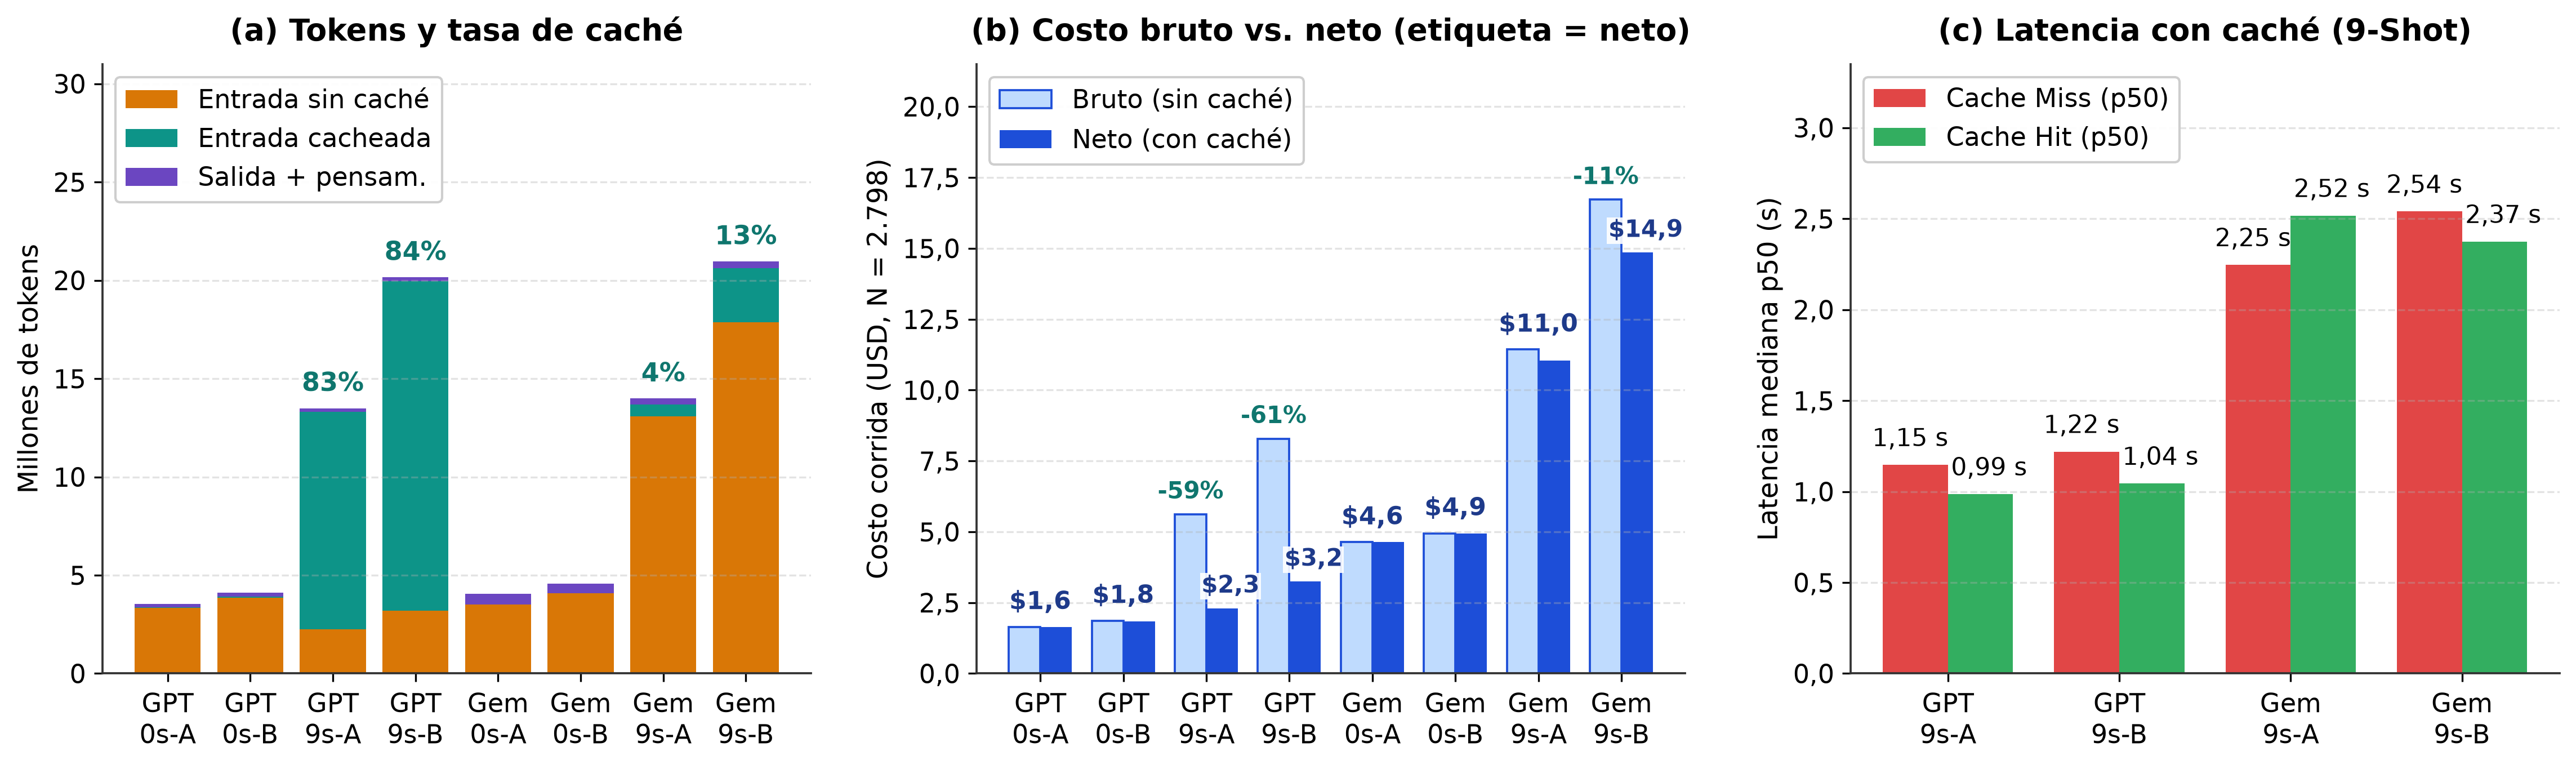 (a) Tokens y tasa de caché
Millones de tokens
30
25
20
15
10
5
0
Entrada sin caché
Entrada cacheada
Salida + pensam.
83%
84%
4%
13%
GPT
0s-A
GPT
0s-B
GPT
9s-A
GPT
9s-B
Gem
0s-A
Gem
0s-B
Gem
9s-A
Gem
9s-B
(b) Costo bruto vs. neto (etiqueta = neto)
Costo corrida (USD, N = 2.798)
20,0
17,5
15,0
12,5
10,0
7,5
5,0
2,5
0,0
Bruto (sin caché)
Neto (con caché)
$1,6
$1,8
-59%
$2,3
-61%
$3,2
$4,6
$4,9
$11,0
-11%
$14,9
GPT
0s-A
GPT
0s-B
GPT
9s-A
GPT
9s-B
Gem
0s-A
Gem
0s-B
Gem
9s-A
Gem
9s-B
(c) Latencia con caché (9-Shot)
Latencia mediana p50 (s)
3,0
2,5
2,0
1,5
1,0
0,5
0,0
Cache Miss (p50)
Cache Hit (p50)
1,15 s
0,99 s
1,22 s
1,04 s
2,25 s
2,52 s
2,54 s
2,37 s
GPT
9s-A
GPT
9s-B
Gem
9s-A
Gem
9s-B